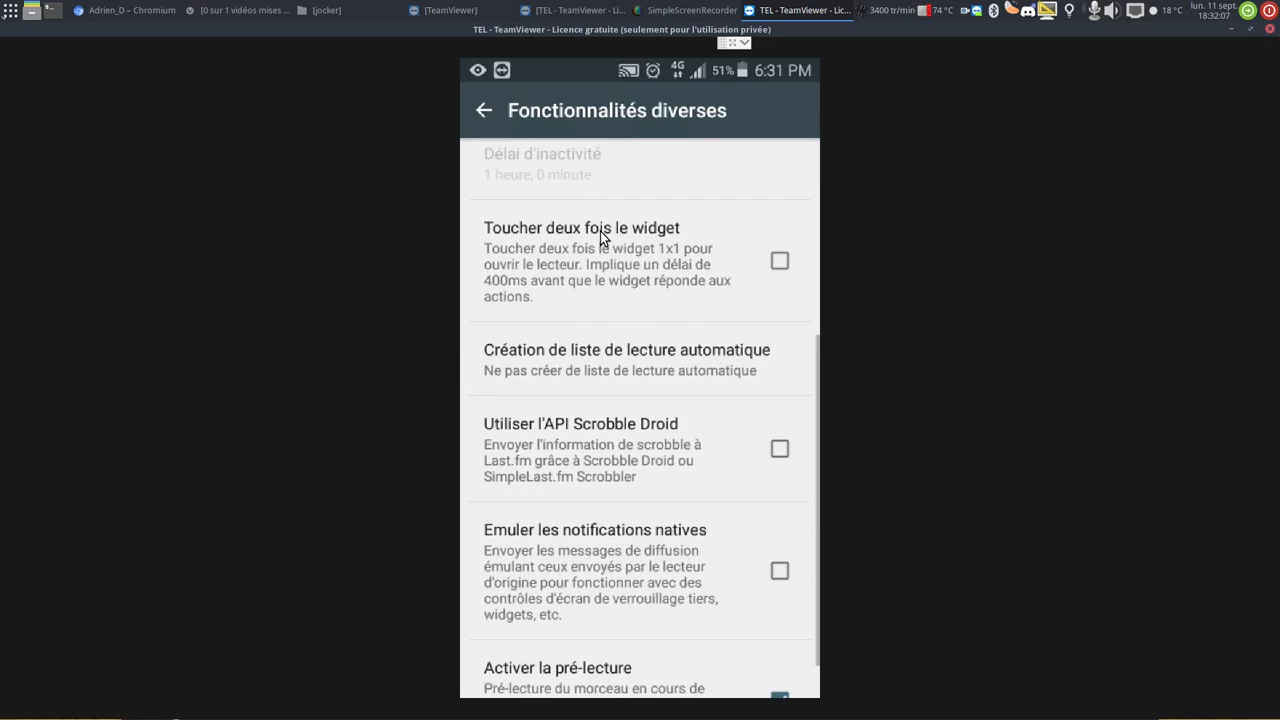 Adrien_D – Chromium
[0 sur 1 vidéos mises ...
[jocker]
[TeamViewer]
[TEL - TeamViewer - Li...
SimpleScreenRecorder
TEL - TeamViewer - Lic...
3400 tr/min
74 °C
18 °C
lun. 11 sept.
18:32:07
TEL - TeamViewer - Licence gratuite (seulement pour l'utilisation privée)
4G
51%
6:31 PM
Fonctionnalités diverses
Délai d'inactivité
1 heure, 0 minute
Toucher deux fois le widget
Toucher deux fois le widget 1x1 pour
ouvrir le lecteur. Implique un délai de
400ms avant que le widget réponde aux
actions.
Création de liste de lecture automatique
Ne pas créer de liste de lecture automatique
Utiliser l'API Scrobble Droid
Envoyer l'information de scrobble à
Last.fm grâce à Scrobble Droid ou
SimpleLast.fm Scrobbler
Emuler les notifications natives
Envoyer les messages de diffusion
émulant ceux envoyés par le lecteur
d'origine pour fonctionner avec des
contrôles d'écran de verrouillage tiers,
widgets, etc.
Activer la pré-lecture
Pré-lecture du morceau en cours de